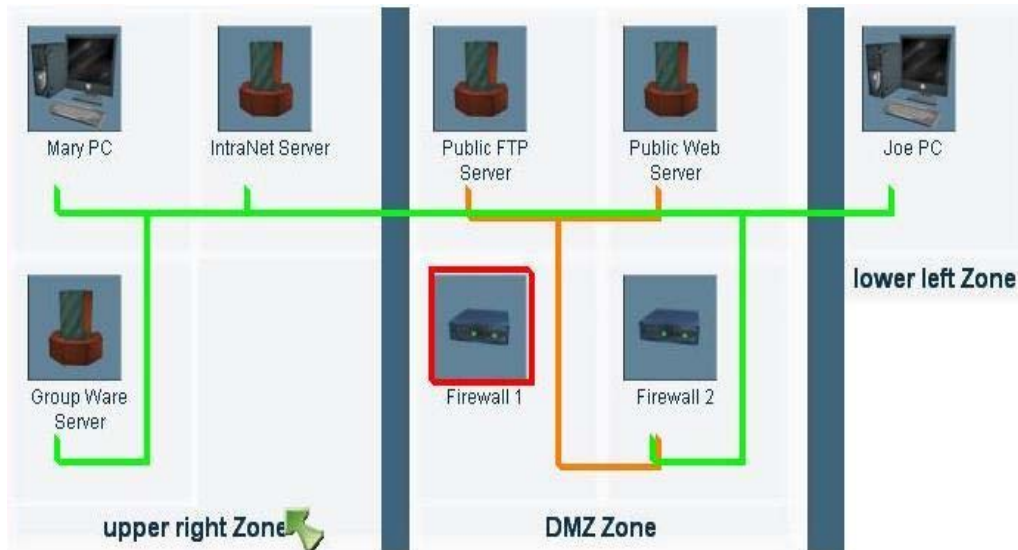 Mary PC
IntraNet Server
Public FTP
Server
Public Web
Server
Joe PC
lower left Zone
Group Ware
Server
Firewall 1
Firewall 2
upper right Zone
DMZ Zone